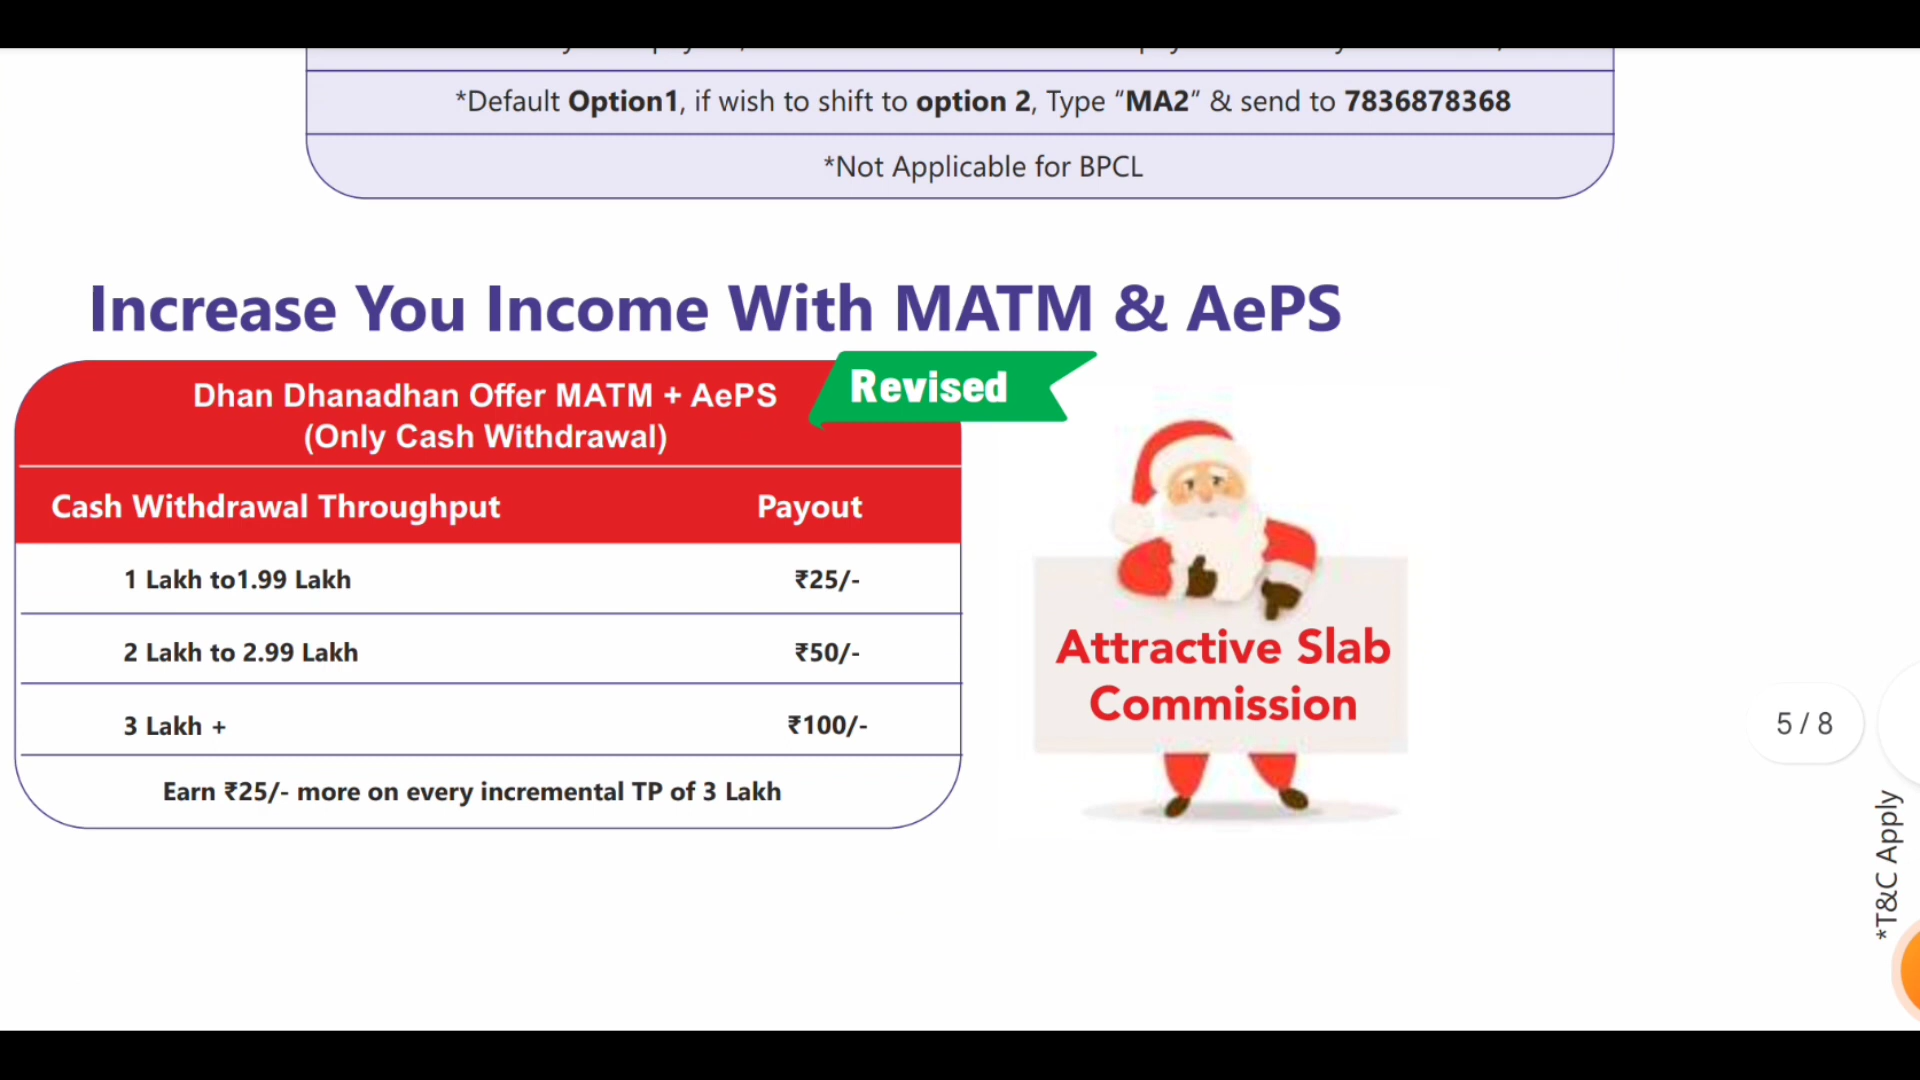 *Default Option1, if wish to shift to option 2, Type “MA2” & send to 7836878368
*Not Applicable for BPCL
Increase You Income With MATM & AePS
Dhan Dhanadhan Offer MATM + AePS
(Only Cash Withdrawal)
Revised
Cash Withdrawal Throughput Payout
1 Lakh to1.99 Lakh ₹25/-
2 Lakh to 2.99 Lakh ₹50/-
3 Lakh + ₹100/-
Earn ₹25/- more on every incremental TP of 3 Lakh
Attractive Slab
Commission
5 / 8
*T&C Apply